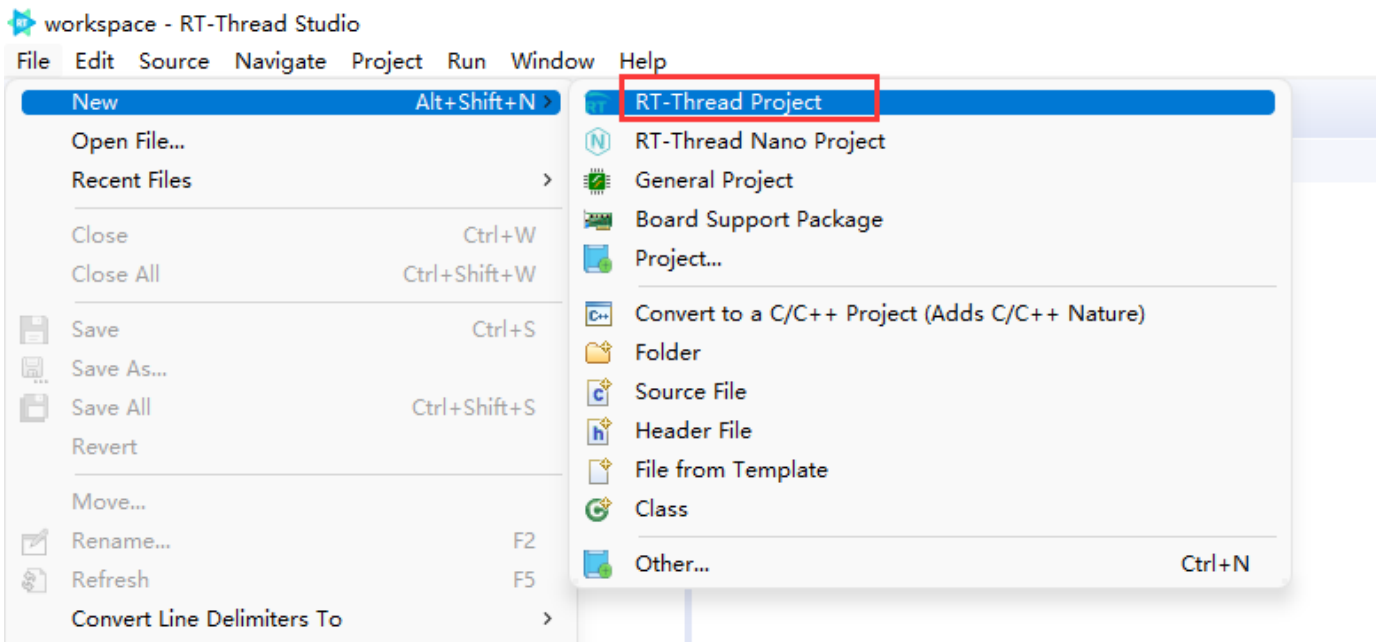 workspace - RT-Thread Studio
File Edit Source Navigate Project Run Window Help
New Alt+Shift+N >
Open File...
Recent Files >
Close Ctrl+W
Close All Ctrl+Shift+W
Save Ctrl+S
Save As...
Save All Ctrl+Shift+S
Revert
Move...
Rename... F2
Refresh F5
Convert Line Delimiters To >
RT-Thread Project
RT-Thread Nano Project
General Project
Board Support Package
Project...
Convert to a C/C++ Project (Adds C/C++ Nature)
Folder
Source File
Header File
File from Template
Class
Other... Ctrl+N